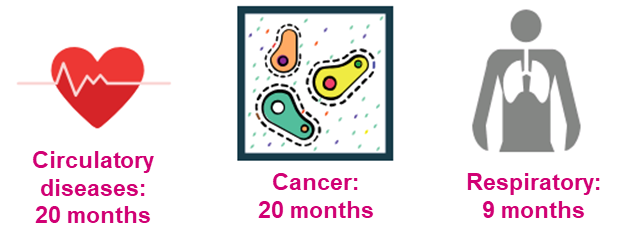 Circulatory
diseases:
20 months
Cancer:
20 months
Respiratory:
9 months